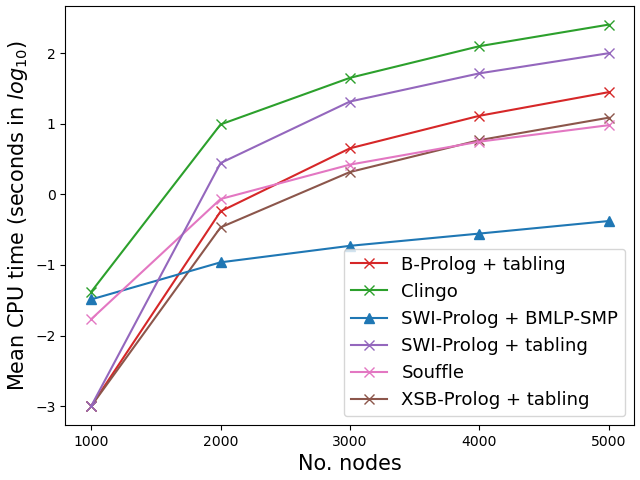 Mean CPU time (seconds in log₁₀)
2
1
0
−1
−2
−3
B-Prolog + tabling
Clingo
SWI-Prolog + BMLP-SMP
SWI-Prolog + tabling
Souffle
XSB-Prolog + tabling
1000 2000 3000 4000 5000
No. nodes